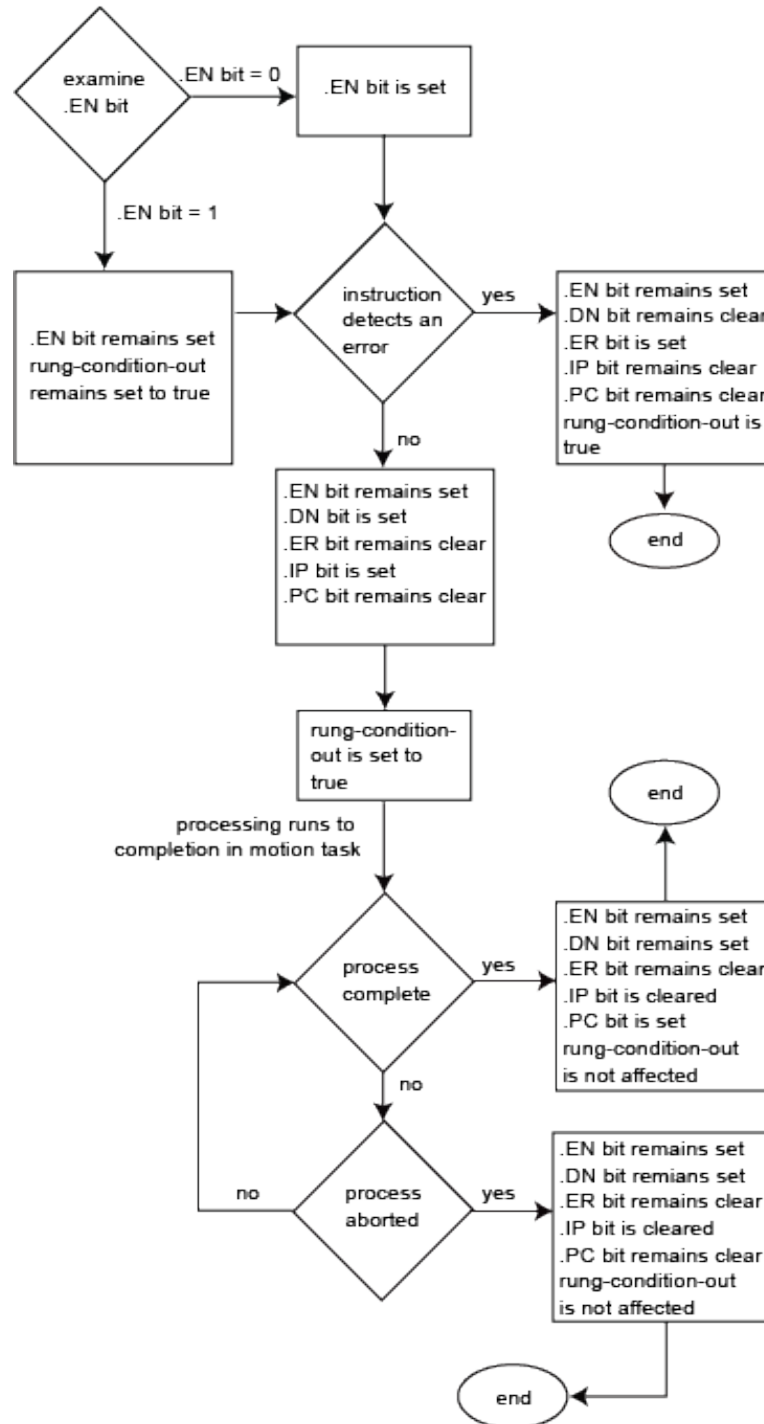 examine
.EN bit
.EN bit = 0
.EN bit is set
.EN bit = 1
.EN bit remains set
rung-condition-out
remains set to true
instruction
detects an
error
yes
.EN bit remains set
.DN bit remains clear
.ER bit is set
.IP bit remains clear
.PC bit remains clear
rung-condition-out is
true
end
no
.EN bit remains set
.DN bit is set
.ER bit remains clear
.IP bit is set
.PC bit remains clear
rung-condition-
out is set to
true
processing runs to
completion in motion task
end
process
complete
yes
.EN bit remains set
.DN bit remains set
.ER bit remains clear
.IP bit is cleared
.PC bit is set
rung-condition-out
is not affected
no
process
aborted
no
yes
.EN bit remains set
.DN bit remians set
.ER bit remains clear
.IP bit is cleared
.PC bit remains clear
rung-condition-out
is not affected
end